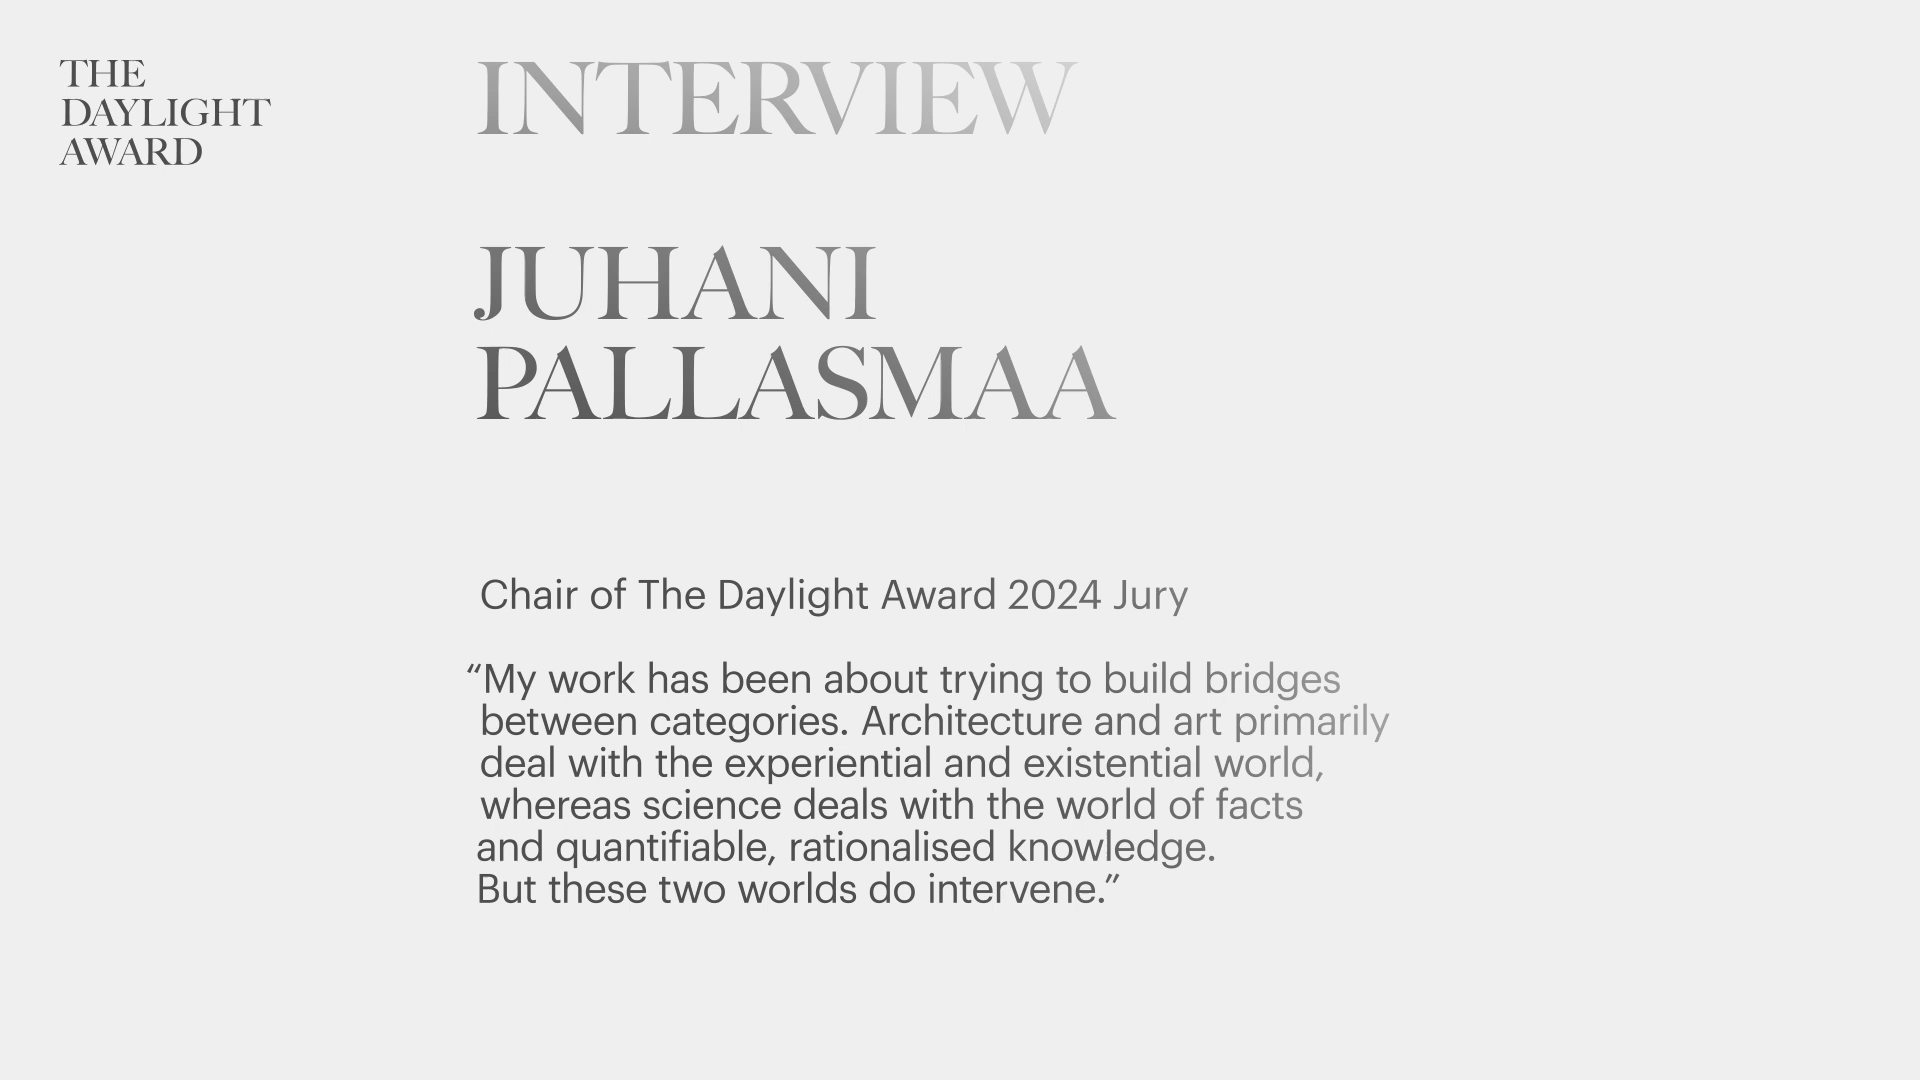 THE
DAYLIGHT
AWARD
INTERVIEW
JUHANI
PALLASMAA
Chair of The Daylight Award 2024 Jury
“My work has been about trying to build bridges
between categories. Architecture and art primarily
deal with the experiential and existential world,
whereas science deals with the world of facts
and quantifiable, rationalised knowledge.
But these two worlds do intervene.”